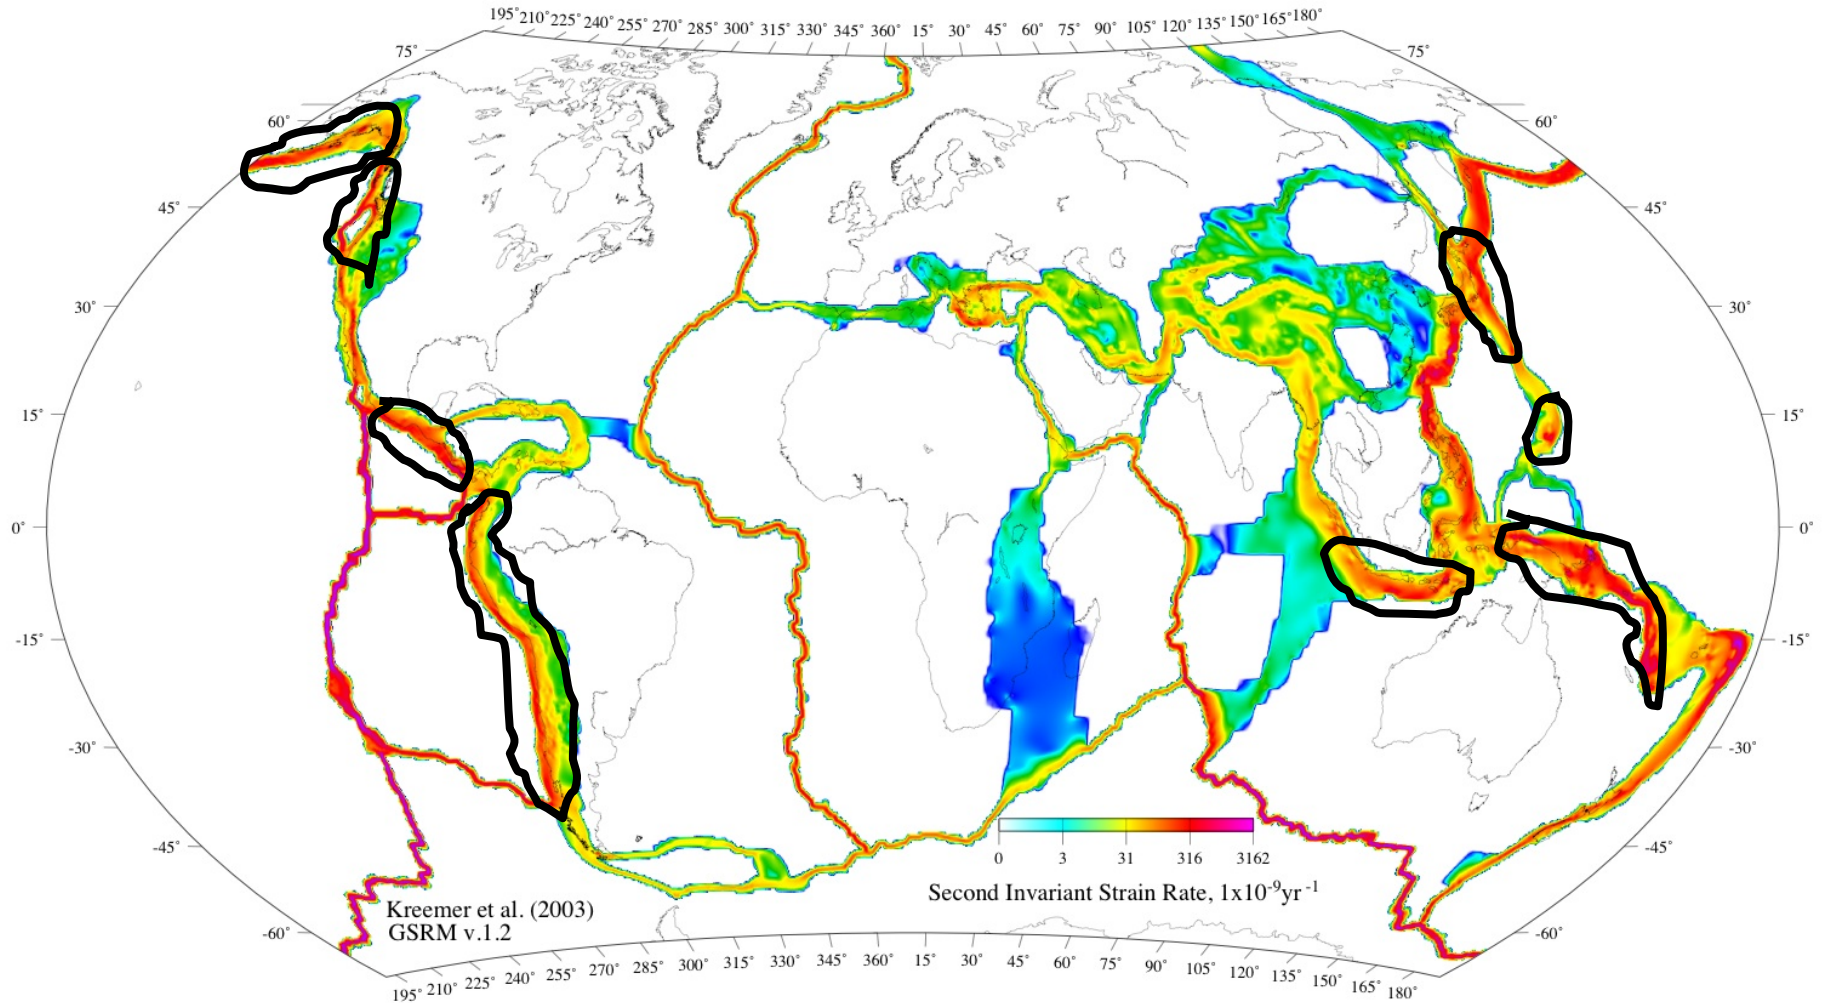 195˚ 210˚ 225˚ 240˚ 255˚ 270˚ 285˚ 300˚ 315˚ 330˚ 345˚ 360˚ 15˚ 30˚ 45˚ 60˚ 75˚ 90˚ 105˚ 120˚ 135˚ 150˚ 165˚ 180˚
75˚ 75˚
60˚ 60˚
45˚ 45˚
30˚ 30˚
15˚ 15˚
0˚ 0˚
-15˚ -15˚
-30˚ -30˚
-45˚ -45˚
0 3 31 316 3162
Second Invariant Strain Rate, 1x10⁻⁹yr⁻¹
Kreemer et al. (2003)
GSRM v.1.2
-60˚ -60˚
195˚ 210˚ 225˚ 240˚ 255˚ 270˚ 285˚ 300˚ 315˚ 330˚ 345˚ 360˚ 15˚ 30˚ 45˚ 60˚ 75˚ 90˚ 105˚ 120˚ 135˚ 150˚ 165˚ 180˚